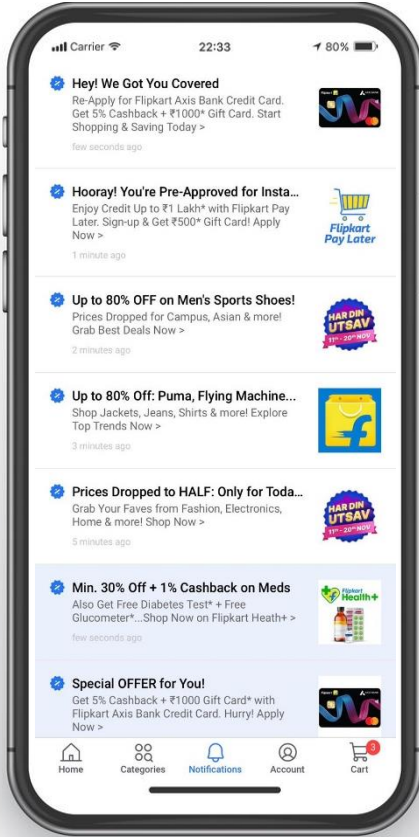 Carrier 22:33 80%
Hey! We Got You Covered
Re-Apply for Flipkart Axis Bank Credit Card.
Get 5% Cashback + ₹1000* Gift Card. Start
Shopping & Saving Today >
few seconds ago
Hooray! You're Pre-Approved for Insta...
Enjoy Credit Up to ₹1 Lakh* with Flipkart Pay
Later. Sign-up & Get ₹500* Gift Card! Apply
Now >
1 minute ago
Flipkart
Pay Later
Up to 80% OFF on Men's Sports Shoes!
Prices Dropped for Campus, Asian & more!
Grab Best Deals Now >
2 minutes ago
HAR DIN
UTSAV
11th - 20th NOV
Up to 80% Off: Puma, Flying Machine...
Shop Jackets, Jeans, Shirts & more! Explore
Top Trends Now >
3 minutes ago
Prices Dropped to HALF: Only for Toda...
Grab Your Faves from Fashion, Electronics,
Home & more! Shop Now >
5 minutes ago
HAR DIN
UTSAV
11th - 20th NOV
Min. 30% Off + 1% Cashback on Meds
Also Get Free Diabetes Test* + Free
Glucometer*...Shop Now on Flipkart Heath+ >
few seconds ago
Flipkart
Health+
Special OFFER for You!
Get 5% Cashback + ₹1000 Gift Card* with
Flipkart Axis Bank Credit Card. Hurry! Apply
Now >
3
Home Categories Notifications Account Cart